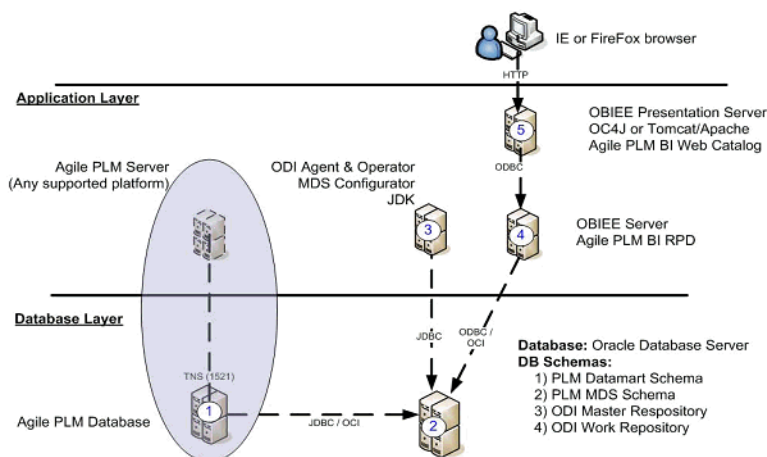 IE or FireFox browser
HTTP
Application Layer
OBIEE Presentation Server
OC4J or Tomcat/Apache
Agile PLM BI Web Catalog
5
ODBC
Agile PLM Server
(Any supported platform)
ODI Agent & Operator
MDS Configurator
JDK
3
4
OBIEE Server
Agile PLM BI RPD
Database Layer
JDBC
ODBC /
OCI
Database: Oracle Database Server
DB Schemas:
1) PLM Datamart Schema
2) PLM MDS Schema
3) ODI Master Respository
4) ODI Work Repository
TNS (1521)
1
Agile PLM Database
JDBC / OCI
2